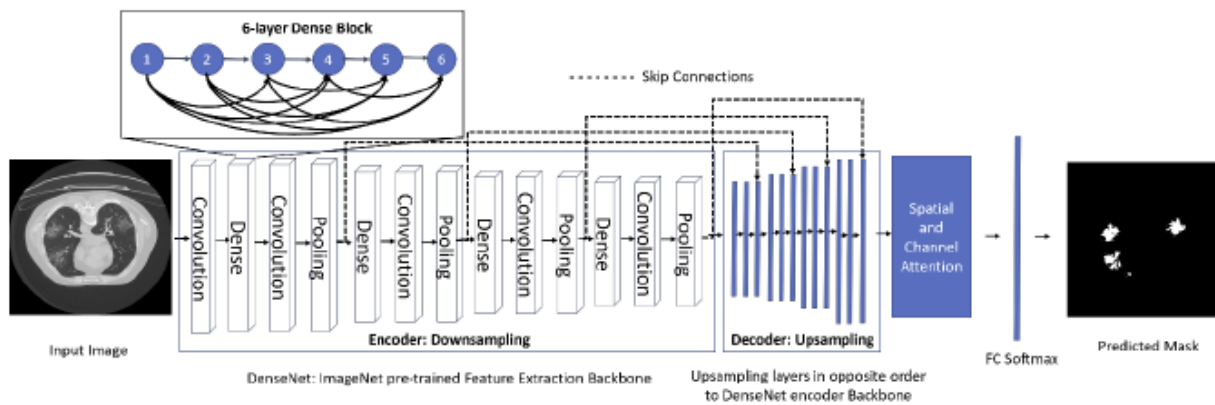 6-layer Dense Block
1 2 3 4 5 6
Skip Connections
Convolution
Dense
Convolution
Pooling
Dense
Convolution
Pooling
Dense
Convolution
Pooling
Dense
Convolution
Pooling
Spatial
and
Channel
Attention
Encoder: Downsampling
Decoder: Upsampling
Input Image
FC Softmax
Predicted Mask
DenseNet: ImageNet pre-trained Feature Extraction Backbone
Upsampling layers in opposite order
to DenseNet encoder Backbone